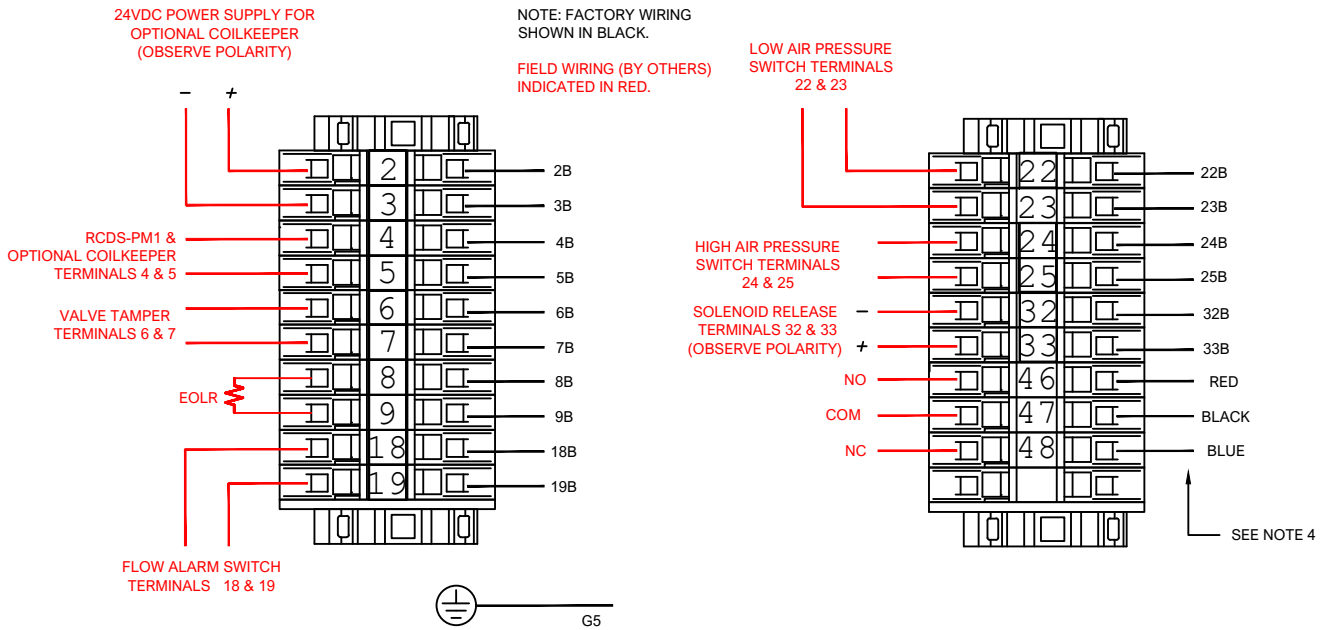 24VDC POWER SUPPLY FOR
OPTIONAL COILKEEPER
(OBSERVE POLARITY)
− +
NOTE: FACTORY WIRING
SHOWN IN BLACK.
FIELD WIRING (BY OTHERS)
INDICATED IN RED.
2 2B
3 3B
RCDS-PM1 &
OPTIONAL COILKEEPER
TERMINALS 4 & 5
4 4B
5 5B
VALVE TAMPER
TERMINALS 6 & 7
6 6B
7 7B
EOLR
8 8B
9 9B
18 18B
19 19B
FLOW ALARM SWITCH
TERMINALS 18 & 19
G5
LOW AIR PRESSURE
SWITCH TERMINALS
22 & 23
22 22B
23 23B
HIGH AIR PRESSURE
SWITCH TERMINALS
24 & 25
24 24B
25 25B
SOLENOID RELEASE
TERMINALS 32 & 33
(OBSERVE POLARITY)
− 32 32B
+ 33 33B
NO 46 RED
COM 47 BLACK
NC 48 BLUE
SEE NOTE 4